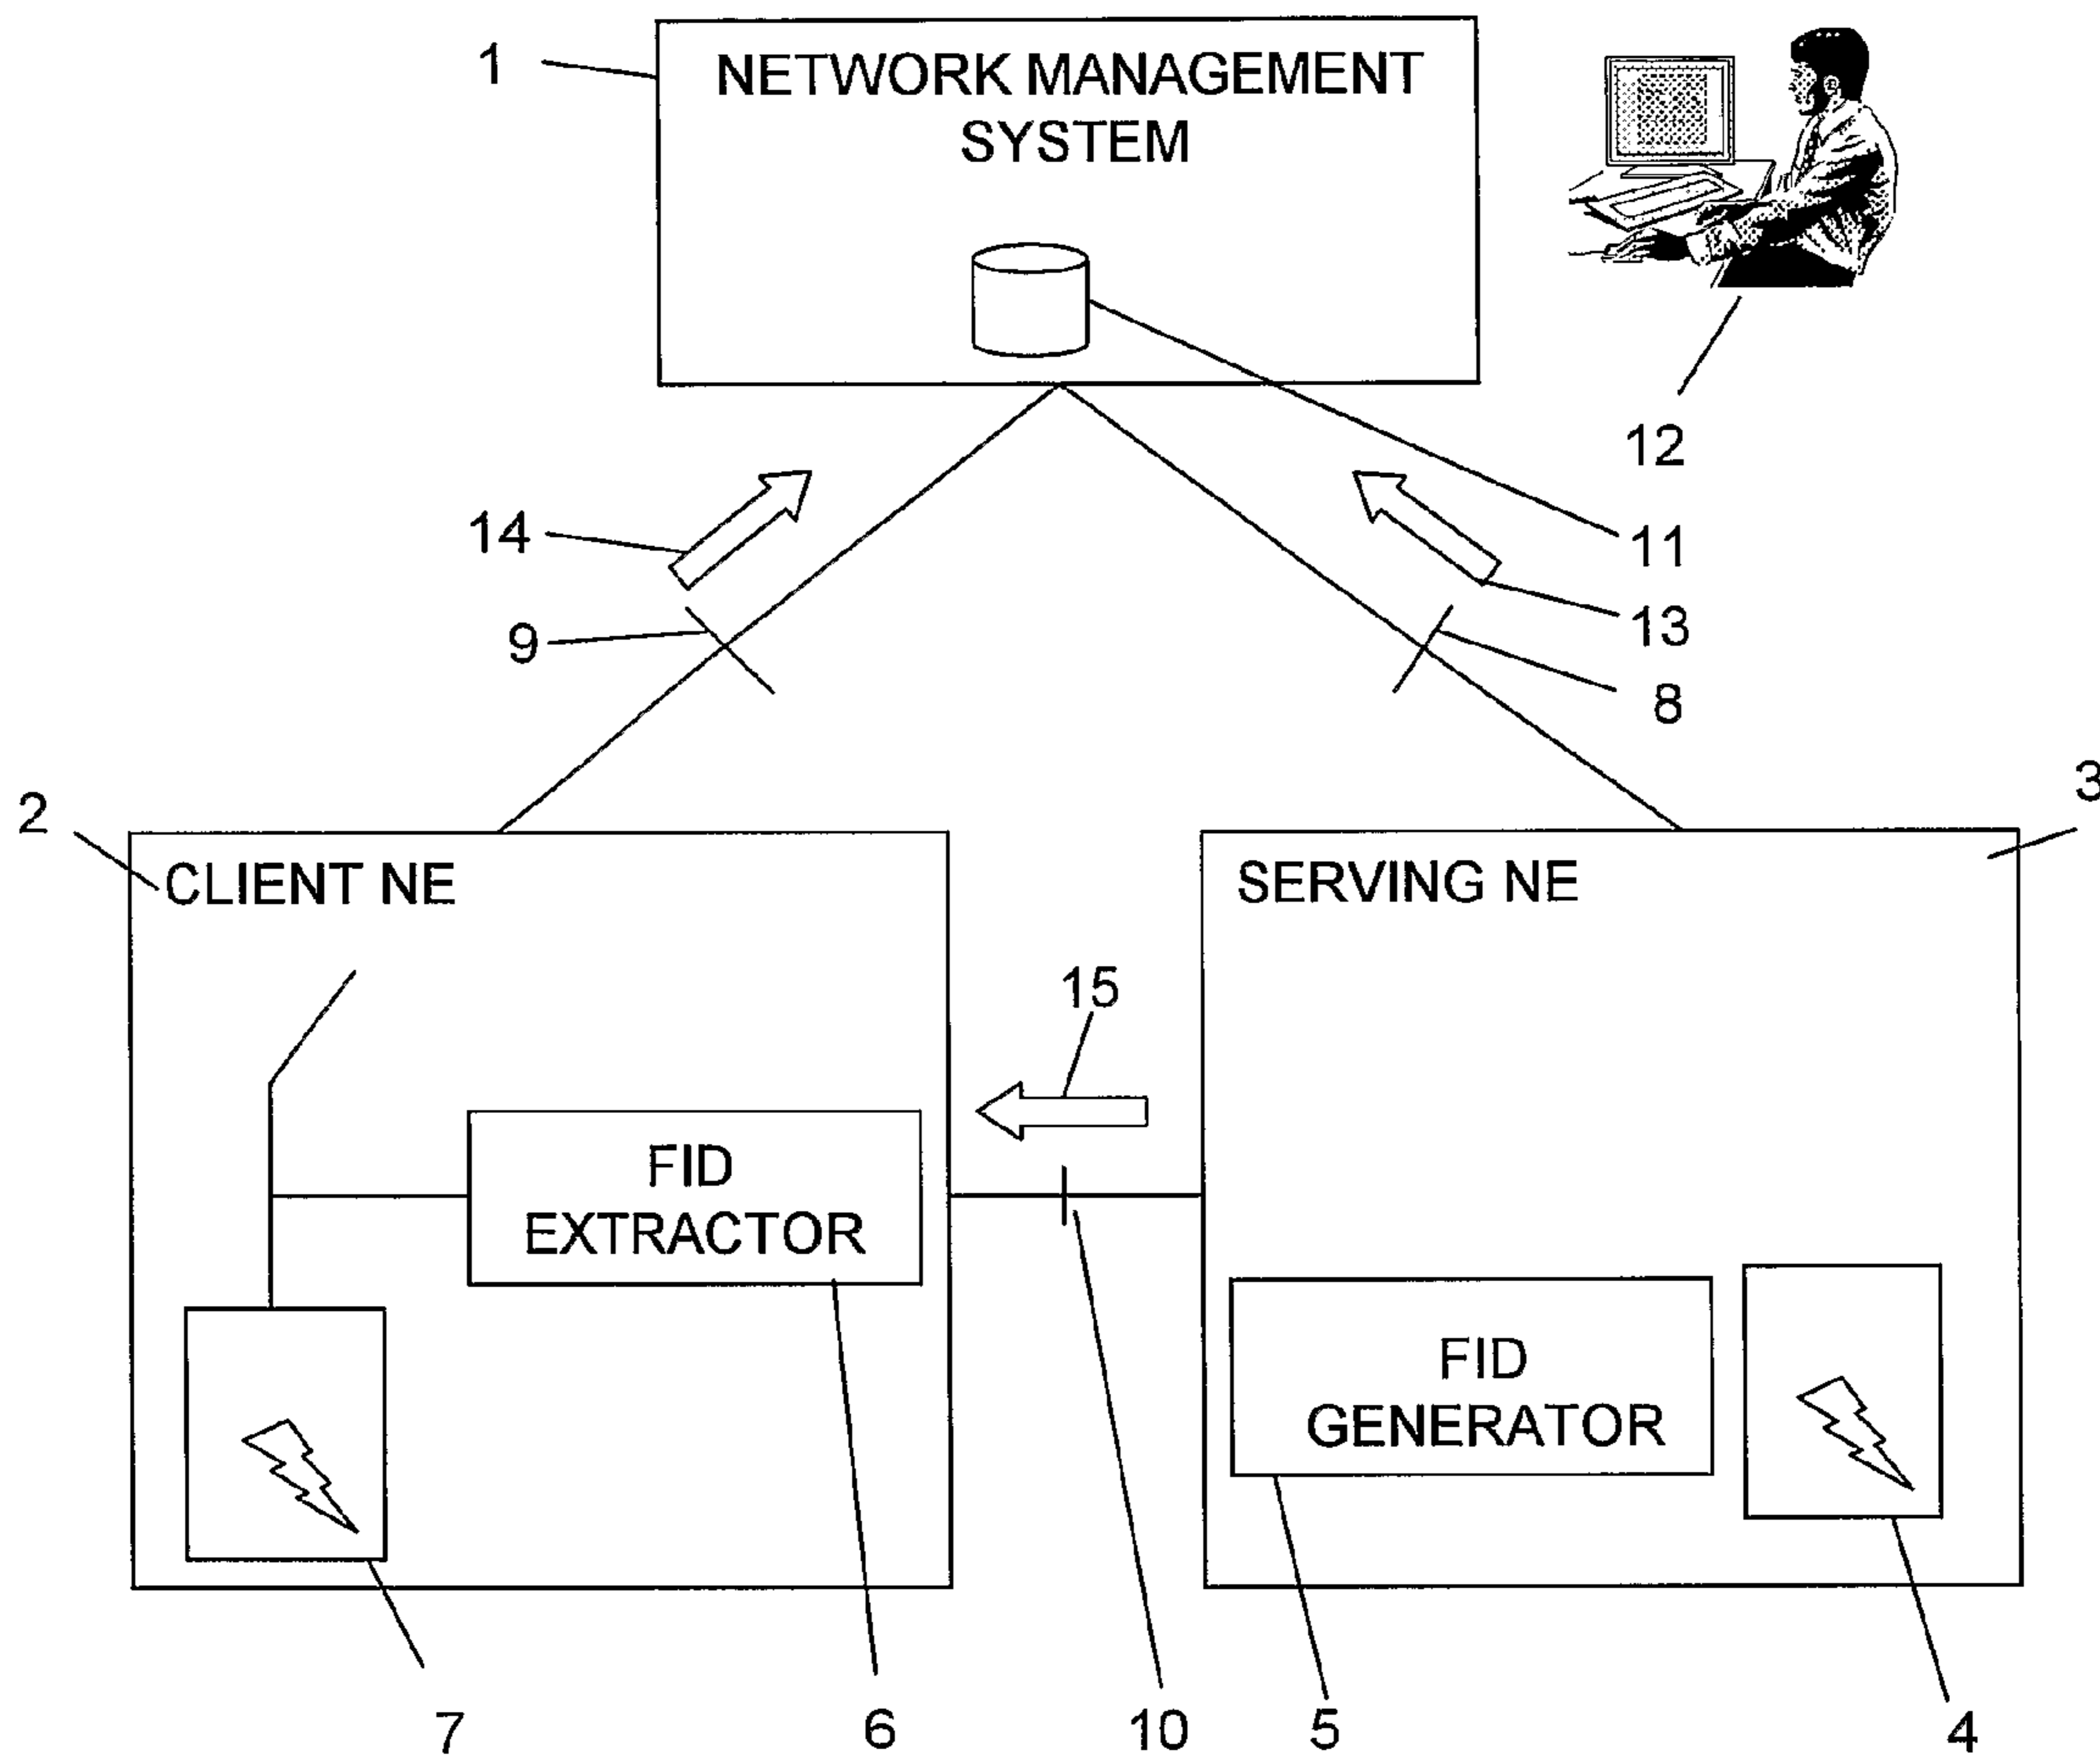 1
NETWORK MANAGEMENT
SYSTEM
12
14
11
9
13
8
2
3
CLIENT NE
SERVING NE
15
FID
EXTRACTOR
FID
GENERATOR
7
6
10
5
4